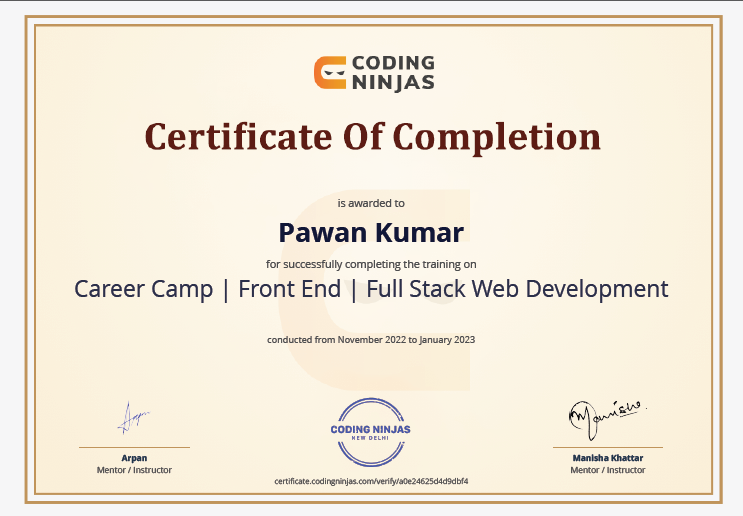 CODING
NINJAS
Certificate Of Completion
is awarded to
Pawan Kumar
for successfully completing the training on
Career Camp | Front End | Full Stack Web Development
conducted from November 2022 to January 2023
Arpan
Manisha
CODING NINJAS
NEW DELHI
Arpan
Mentor / Instructor
Manisha Khattar
Mentor / Instructor
certificate.codingninjas.com/verify/a0e24625d4d9dbf4